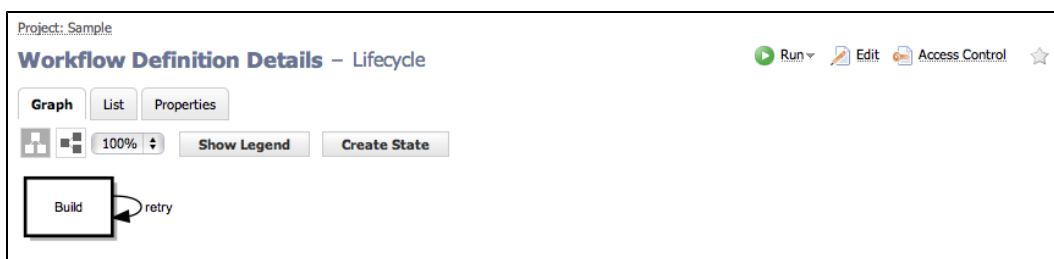 Project: Sample
Workflow Definition Details – Lifecycle
Run Edit Access Control
Graph List Properties
100% Show Legend Create State
Build retry